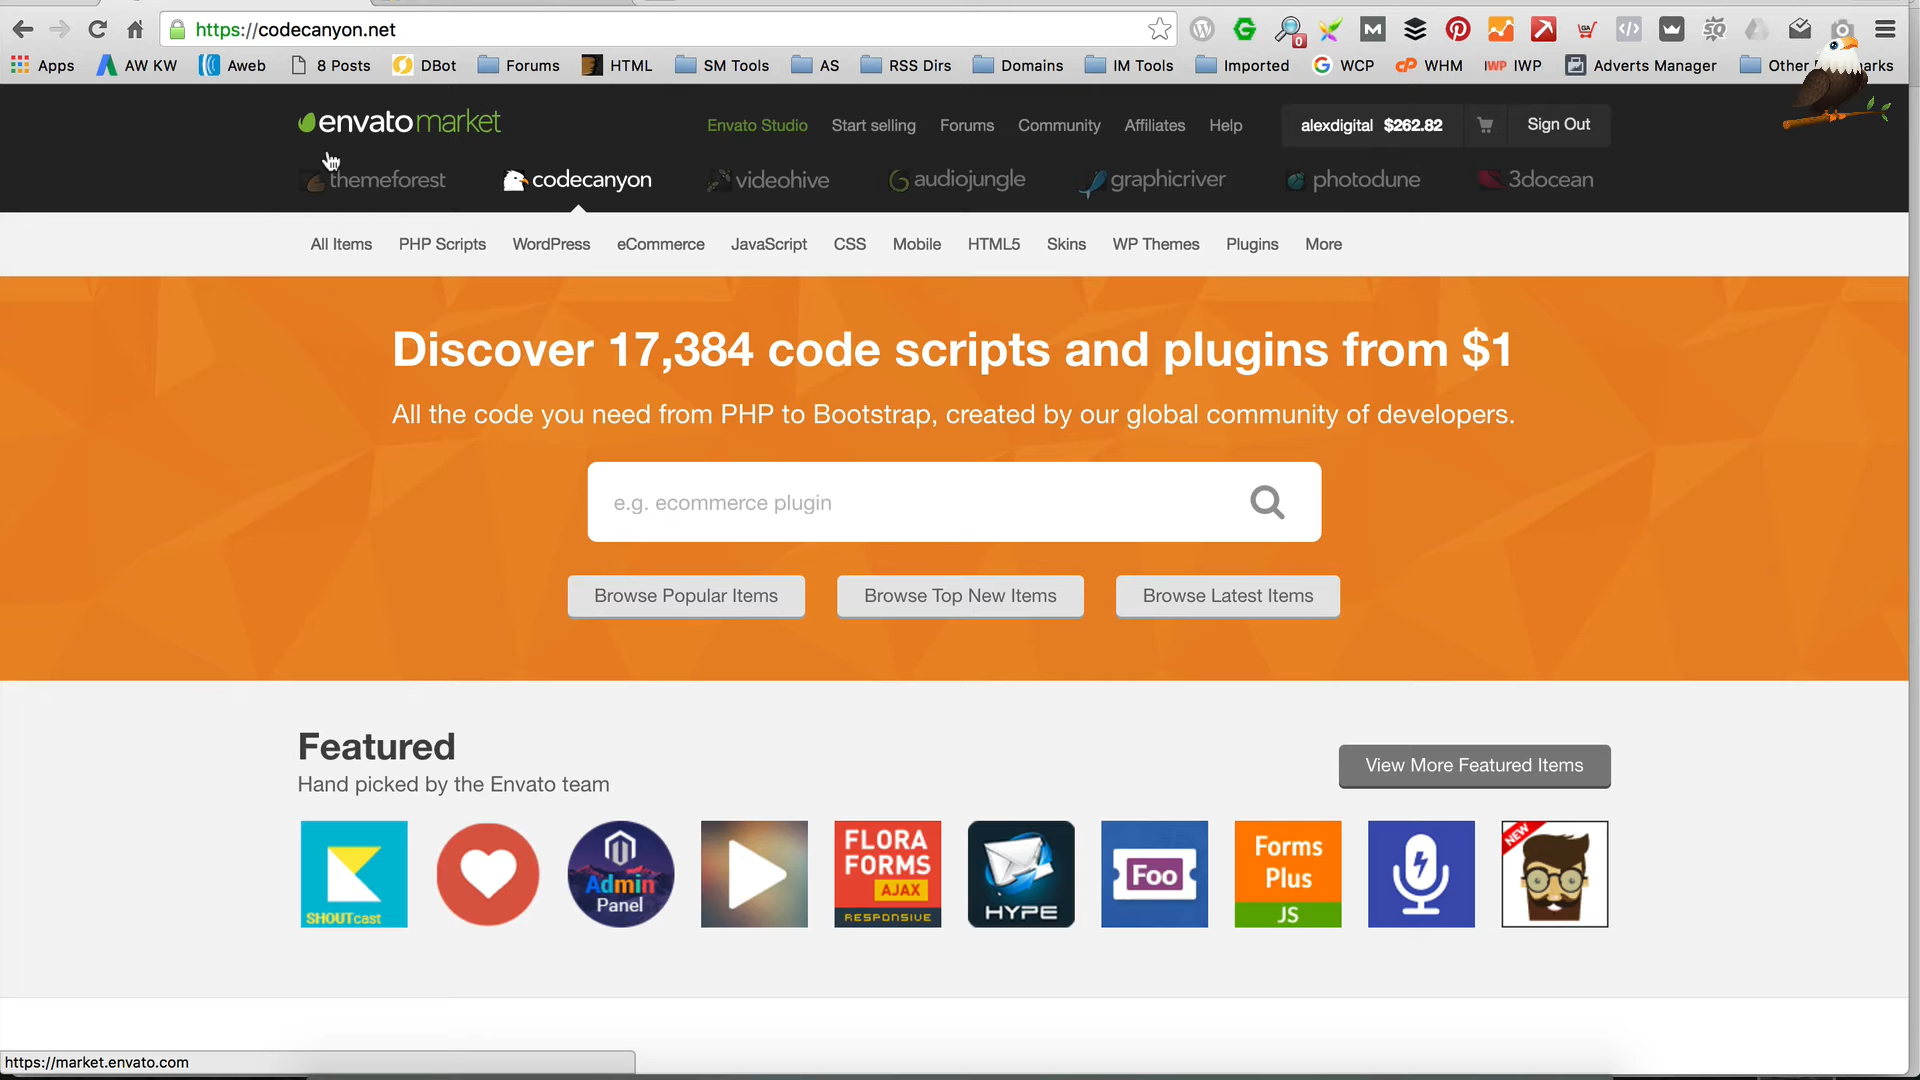 https://codecanyon.net
0
Apps AW KW Aweb 8 Posts DBot Forums HTML SM Tools AS RSS Dirs Domains IM Tools Imported WCP WHM IWP IWP Adverts Manager Other arks
envato market
Envato Studio Start selling Forums Community Affiliates Help alexdigital $262.82 Sign Out
themeforest codecanyon videohive audiojungle graphicriver photodune 3docean
All Items PHP Scripts WordPress eCommerce JavaScript CSS Mobile HTML5 Skins WP Themes Plugins More
Discover 17,384 code scripts and plugins from $1
All the code you need from PHP to Bootstrap, created by our global community of developers.
e.g. ecommerce plugin
Browse Popular Items Browse Top New Items Browse Latest Items
Featured
Hand picked by the Envato team
View More Featured Items
SHOUTcast
Admin
Panel
FLORA
FORMS
AJAX
RESPONSIVE
HYPE
Foo
Forms
Plus
JS
NEW
https://market.envato.com